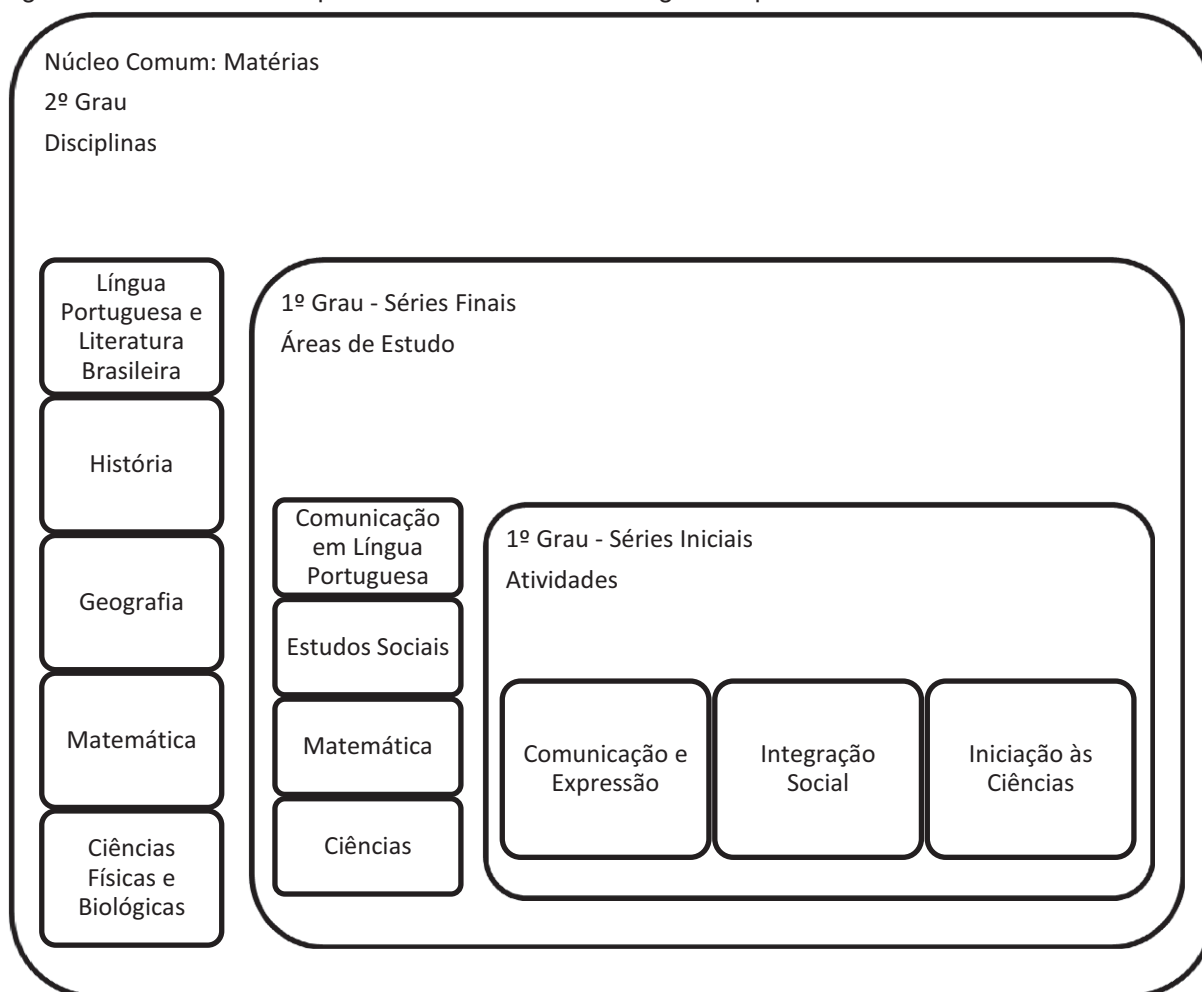 Núcleo Comum: Matérias
2º Grau
Disciplinas
Língua
Portuguesa e
Literatura
Brasileira
História
Geografia
Matemática
Ciências
Físicas e
Biológicas
1º Grau - Séries Finais
Áreas de Estudo
Comunicação
em Língua
Portuguesa
Estudos Sociais
Matemática
Ciências
1º Grau - Séries Iniciais
Atividades
Comunicação e
Expressão
Integração
Social
Iniciação às
Ciências